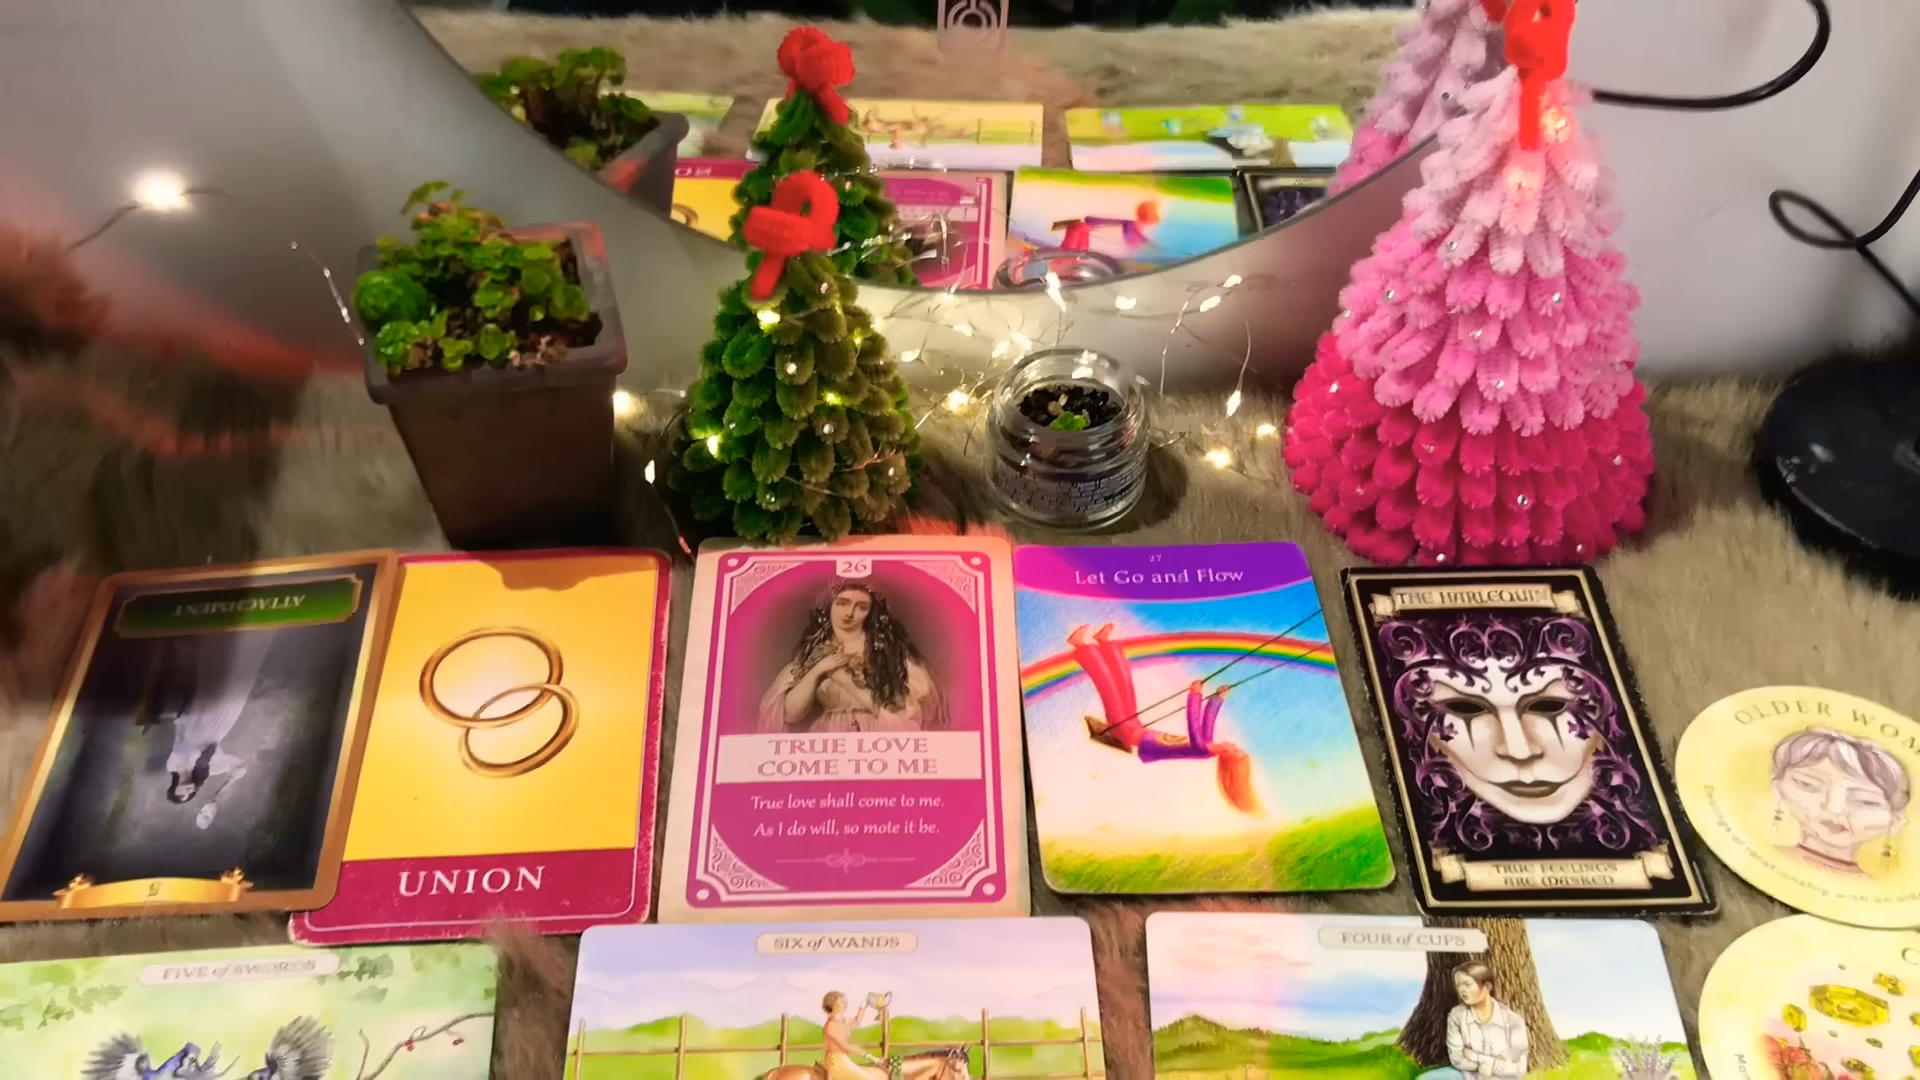 ATTACHMENT
5
UNION
26
TRUE LOVE
COME TO ME
True love shall come to me.
As I do will, so mote it be.
27
Let Go and Flow
THE HARLEQUIN
TRUE FEELINGS
ARE MASKED
OLDER WOM
FIVE of SWORDS
SIX of WANDS
FOUR of CUPS